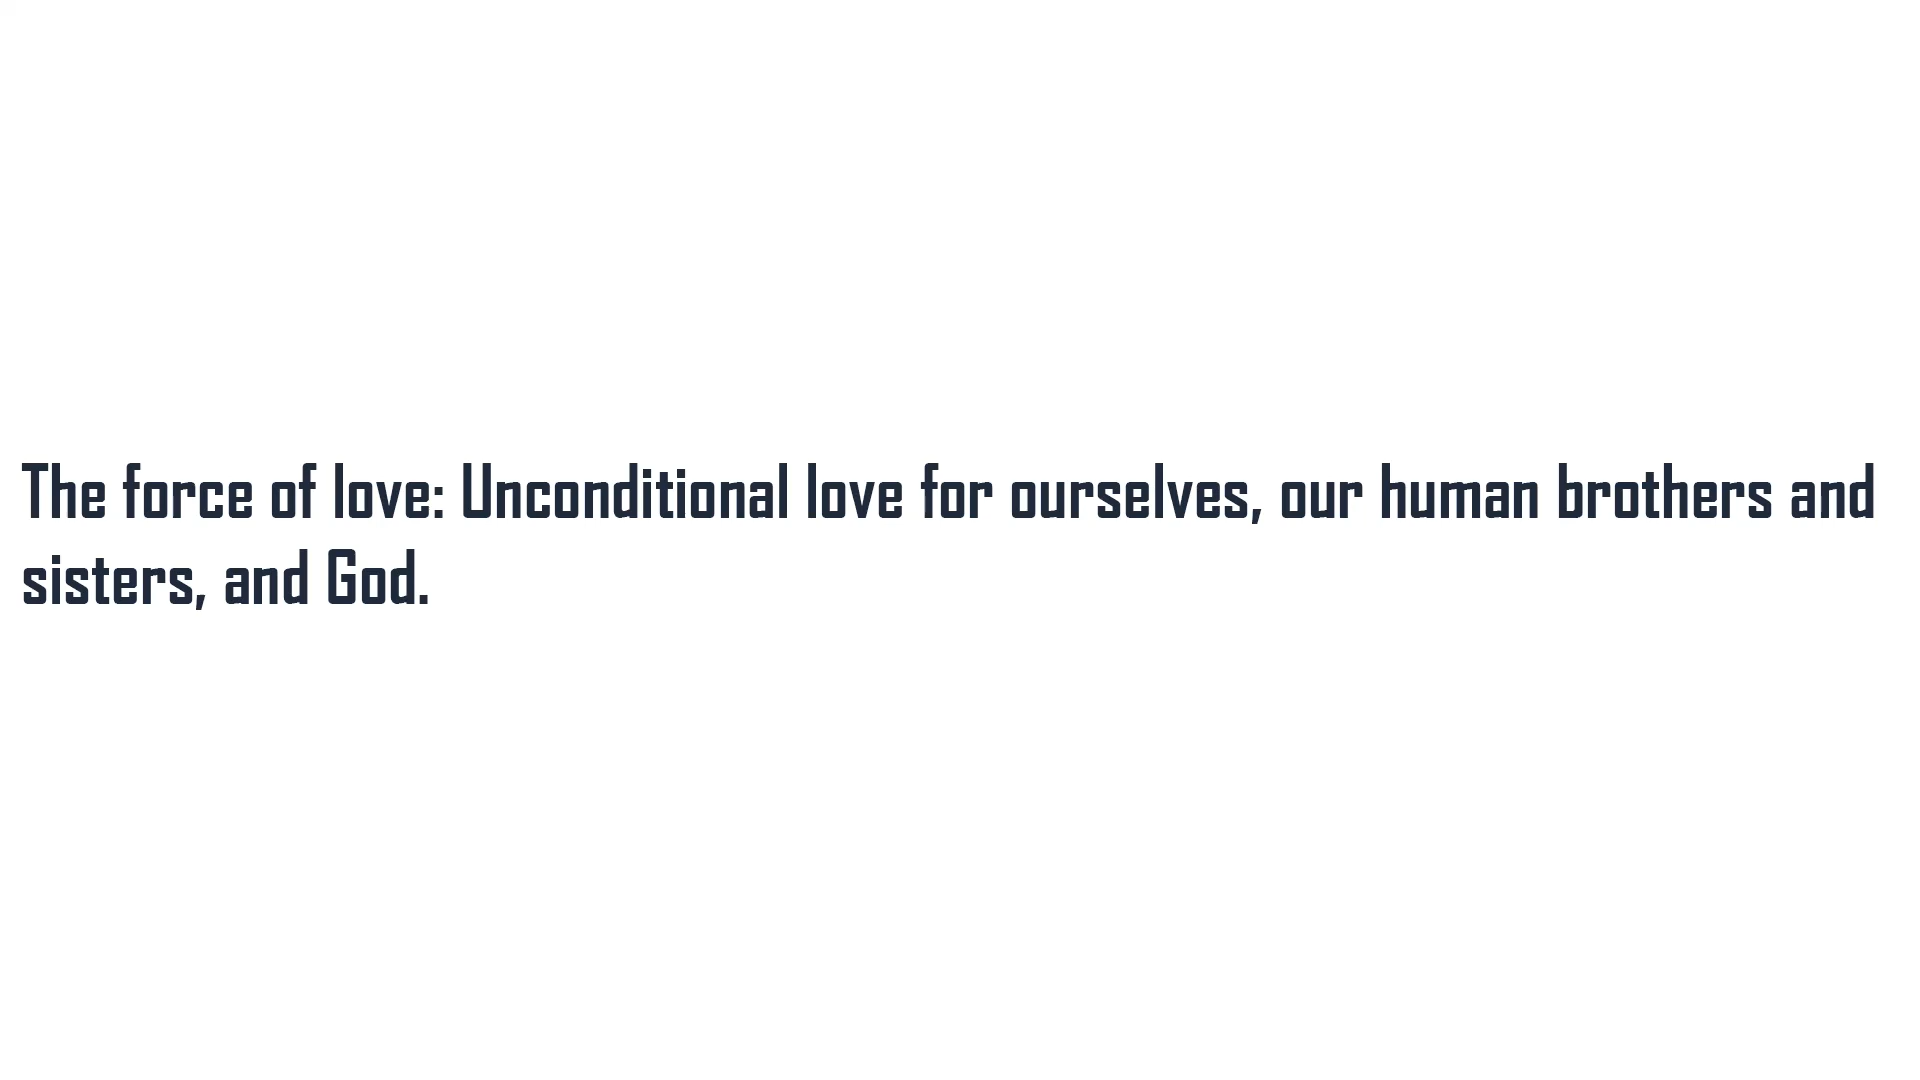 The force of love: Unconditional love for ourselves, our human brothers and
sisters, and God.